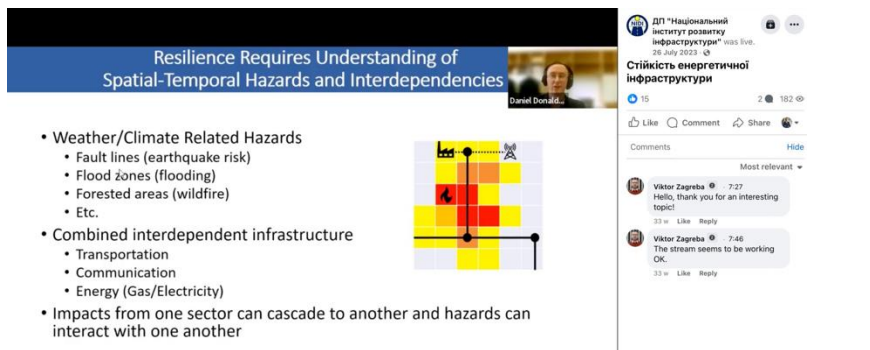 Resilience Requires Understanding of
Spatial-Temporal Hazards and Interdependencies
Daniel Donald...
• Weather/Climate Related Hazards
• Fault lines (earthquake risk)
• Flood zones (flooding)
• Forested areas (wildfire)
• Etc.
• Combined interdependent infrastructure
• Transportation
• Communication
• Energy (Gas/Electricity)
• Impacts from one sector can cascade to another and hazards can
interact with one another
NIDI
ДП "Національний
інститут розвитку
інфраструктури" was live.
26 July 2023
Стійкість енергетичної
інфраструктури
15
2
182
Like Comment Share
Comments Hide
Most relevant
Viktor Zagreba · 7:27
Hello, thank you for an interesting
topic!
33 w Like Reply
Viktor Zagreba · 7:46
The stream seems to be working
OK.
33 w Like Reply